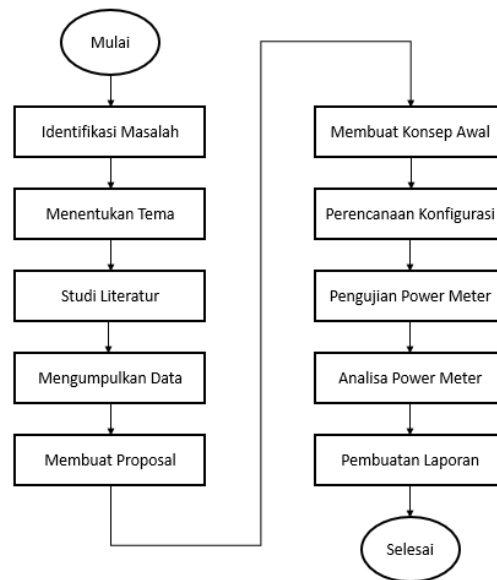 Mulai
Identifikasi Masalah
Menentukan Tema
Studi Literatur
Mengumpulkan Data
Membuat Proposal
Membuat Konsep Awal
Perencanaan Konfigurasi
Pengujian Power Meter
Analisa Power Meter
Pembuatan Laporan
Selesai